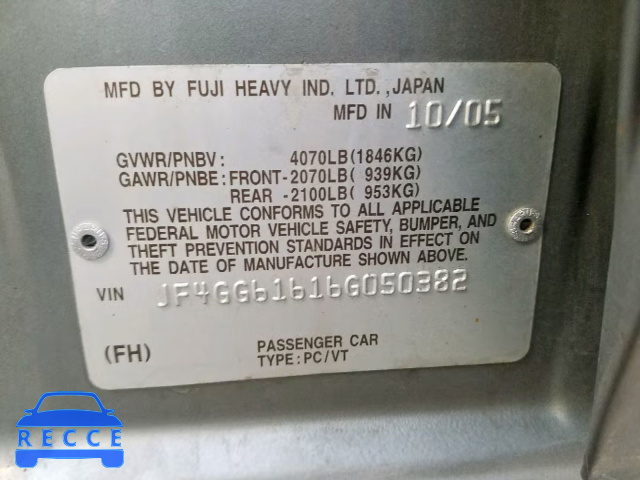 MFD BY FUJI HEAVY IND. LTD.,JAPAN
MFD IN 10/05
GVWR/PNBV: 4070LB(1846KG)
GAWR/PNBE:FRONT-2070LB( 939KG)
REAR -2100LB( 953KG)
THIS VEHICLE CONFORMS TO ALL APPLICABLE
FEDERAL MOTOR VEHICLE SAFETY, BUMPER, AND
THEFT PREVENTION STANDARDS IN EFFECT ON
THE DATE OF MANUFACTURE SHOWN ABOVE.
VIN JF4GG61616G050382
(FH) PASSENGER CAR
TYPE:PC/VT
RECCE